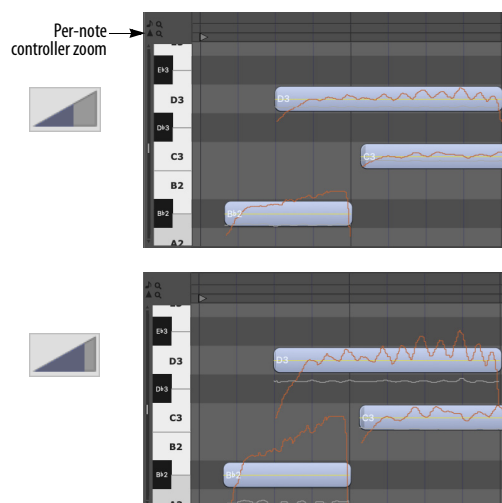 Per-note
controller zoom
E♭3
D3
D3
D♭3
C3
C3
B2
B♭2
B♭2
A2
E♭3
D3
D3
D♭3
C3
C3
B2
B♭2
B♭2